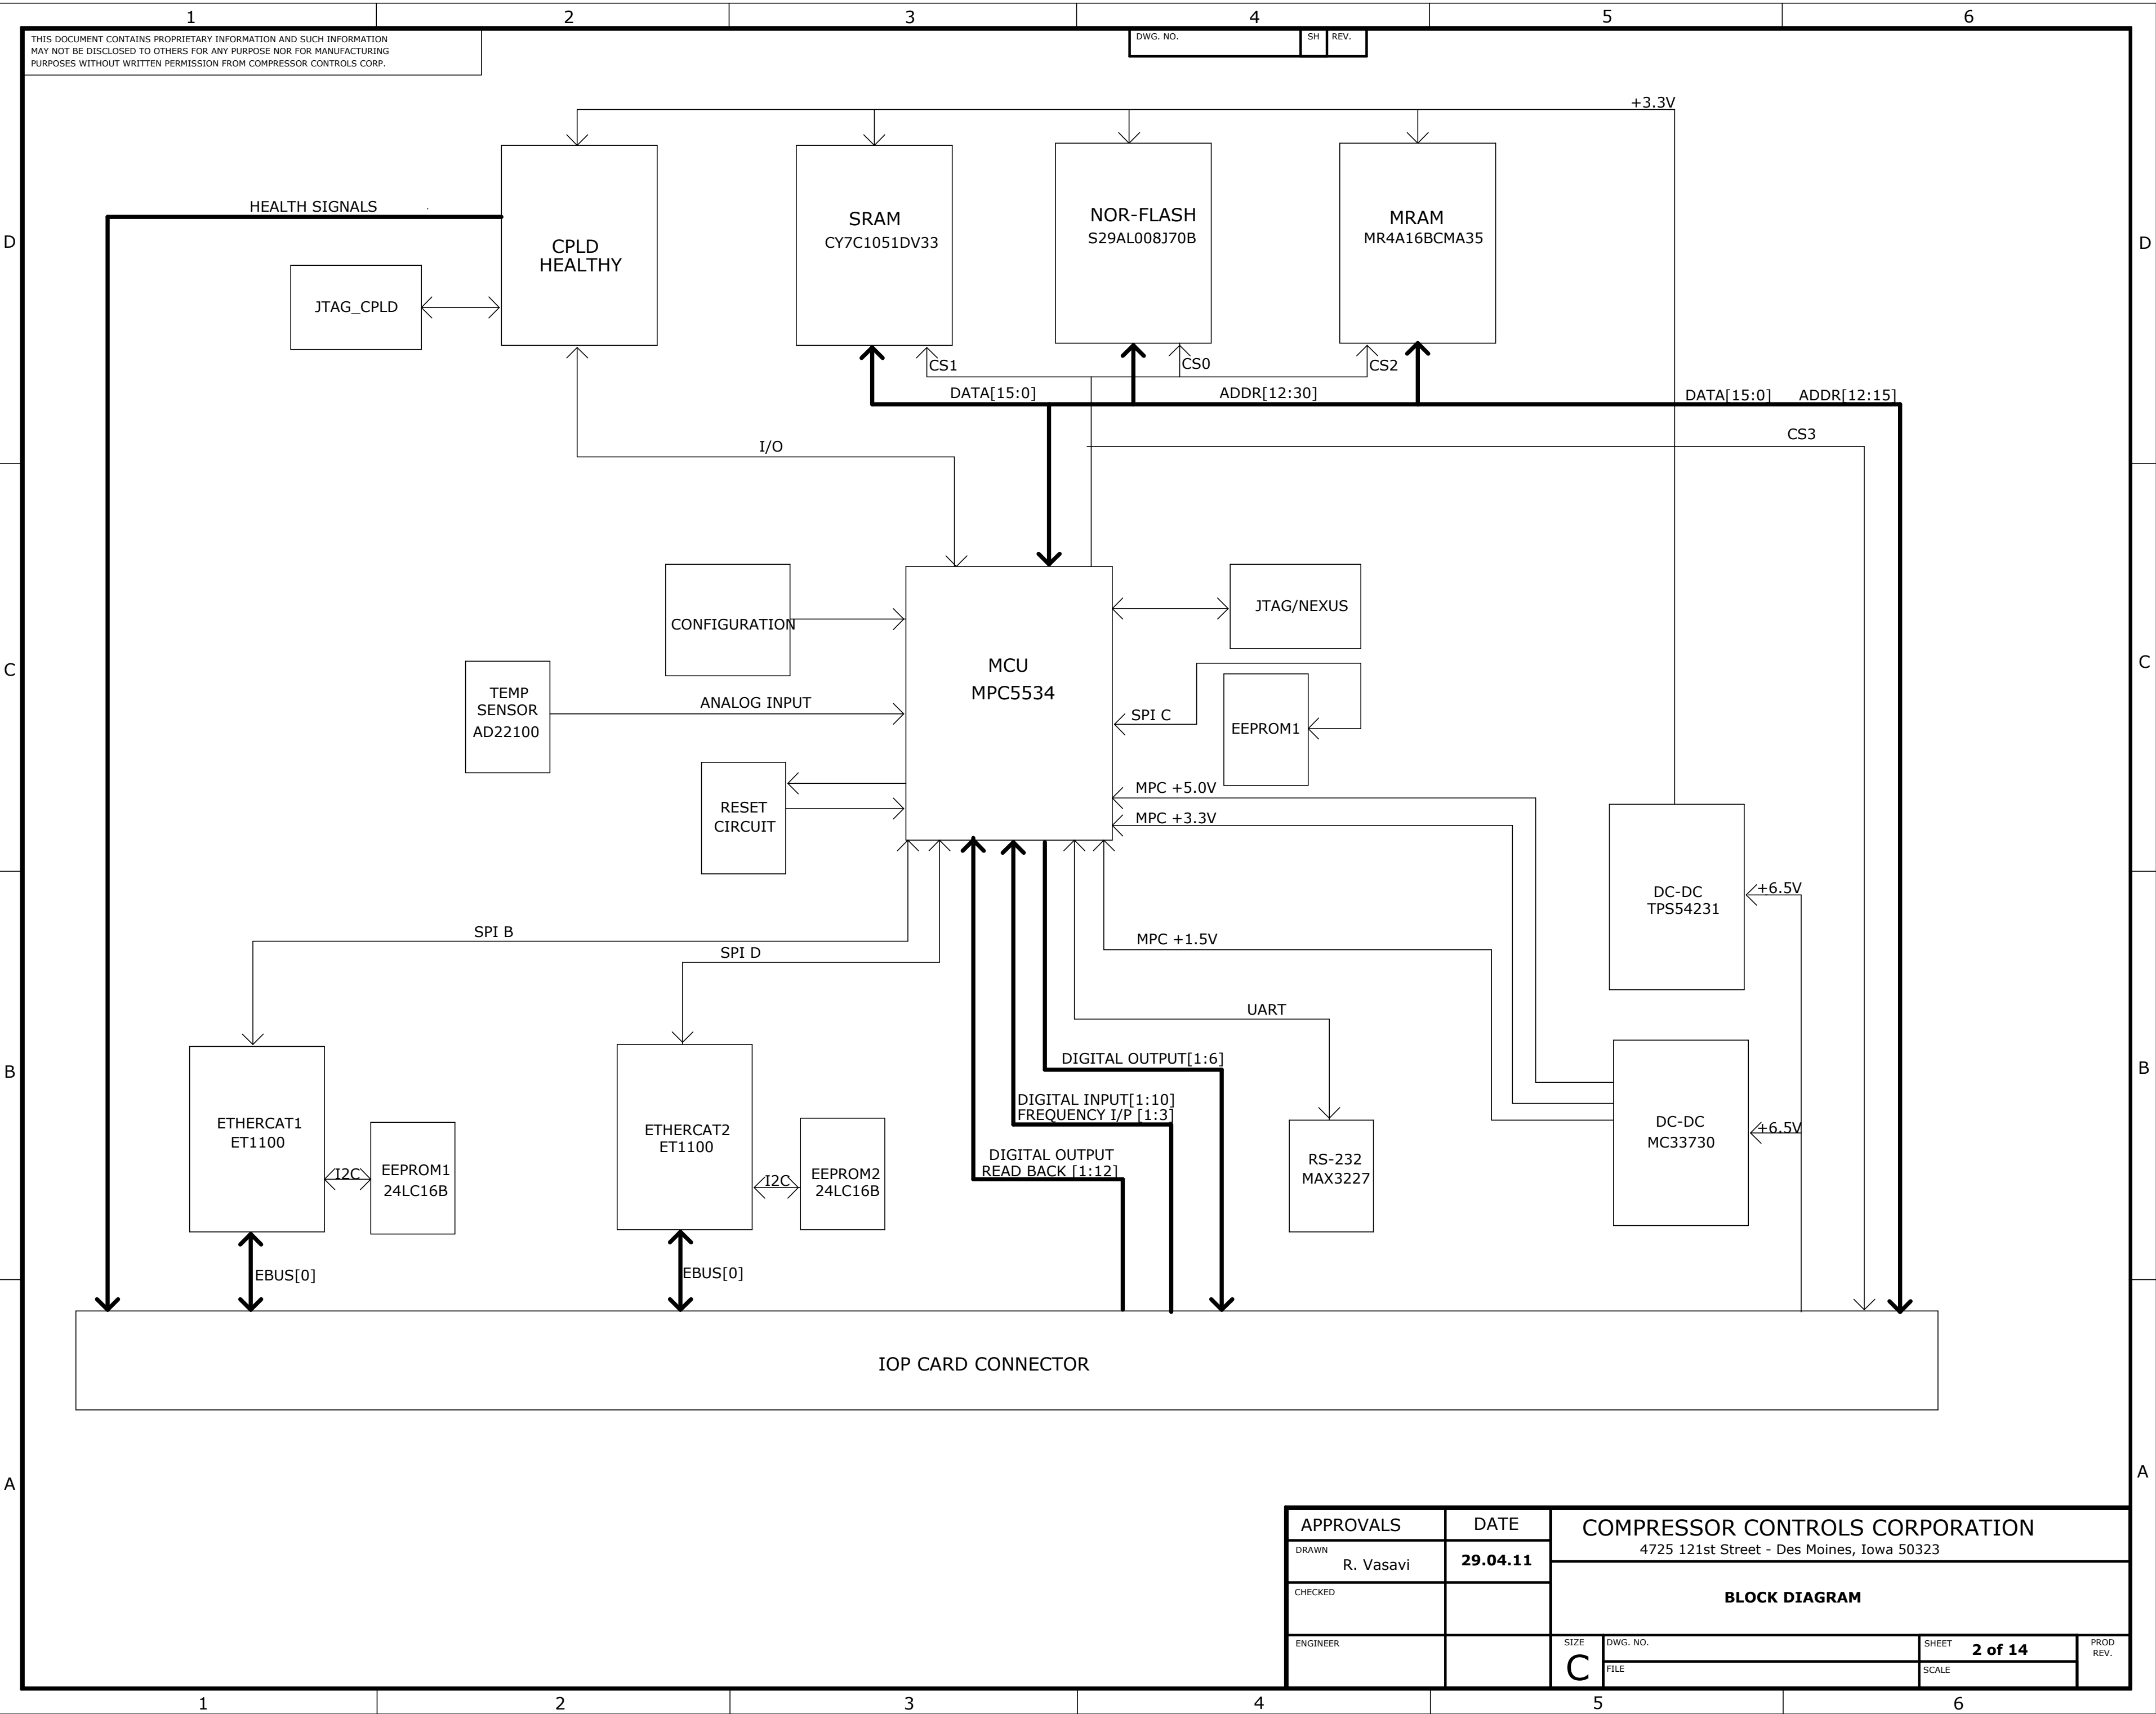 1 2 3 4 5 6
THIS DOCUMENT CONTAINS PROPRIETARY INFORMATION AND SUCH INFORMATION
MAY NOT BE DISCLOSED TO OTHERS FOR ANY PURPOSE NOR FOR MANUFACTURING
PURPOSES WITHOUT WRITTEN PERMISSION FROM COMPRESSOR CONTROLS CORP.
DWG. NO. SH REV.
+3.3V
HEALTH SIGNALS
CPLD
HEALTHY
SRAM
CY7C1051DV33
NOR-FLASH
S29AL008J70B
MRAM
MR4A16BCMA35
D D
JTAG_CPLD
CS1
CS0
CS2
DATA[15:0]
ADDR[12:30]
DATA[15:0]
ADDR[12:15]
CS3
I/O
CONFIGURATION
JTAG/NEXUS
MCU
MPC5534
C C
TEMP
SENSOR
AD22100
ANALOG INPUT
SPI C
EEPROM1
RESET
CIRCUIT
MPC +5.0V
MPC +3.3V
DC-DC
TPS54231
+6.5V
SPI B
SPI D
MPC +1.5V
UART
DIGITAL OUTPUT[1:6]
B B
DIGITAL INPUT[1:10]
FREQUENCY I/P [1:3]
DIGITAL OUTPUT
READ BACK [1:12]
ETHERCAT1
ET1100
I2C
EEPROM1
24LC16B
ETHERCAT2
ET1100
I2C
EEPROM2
24LC16B
RS-232
MAX3227
DC-DC
MC33730
+6.5V
EBUS[0]
EBUS[0]
IOP CARD CONNECTOR
A A
APPROVALS DATE
DRAWN
R. Vasavi
29.04.11
CHECKED
ENGINEER
COMPRESSOR CONTROLS CORPORATION
4725 121st Street - Des Moines, Iowa 50323
BLOCK DIAGRAM
SIZE
C
DWG. NO.
FILE
SHEET 2 of 14
SCALE
PROD
REV.
1 2 3 4 5 6